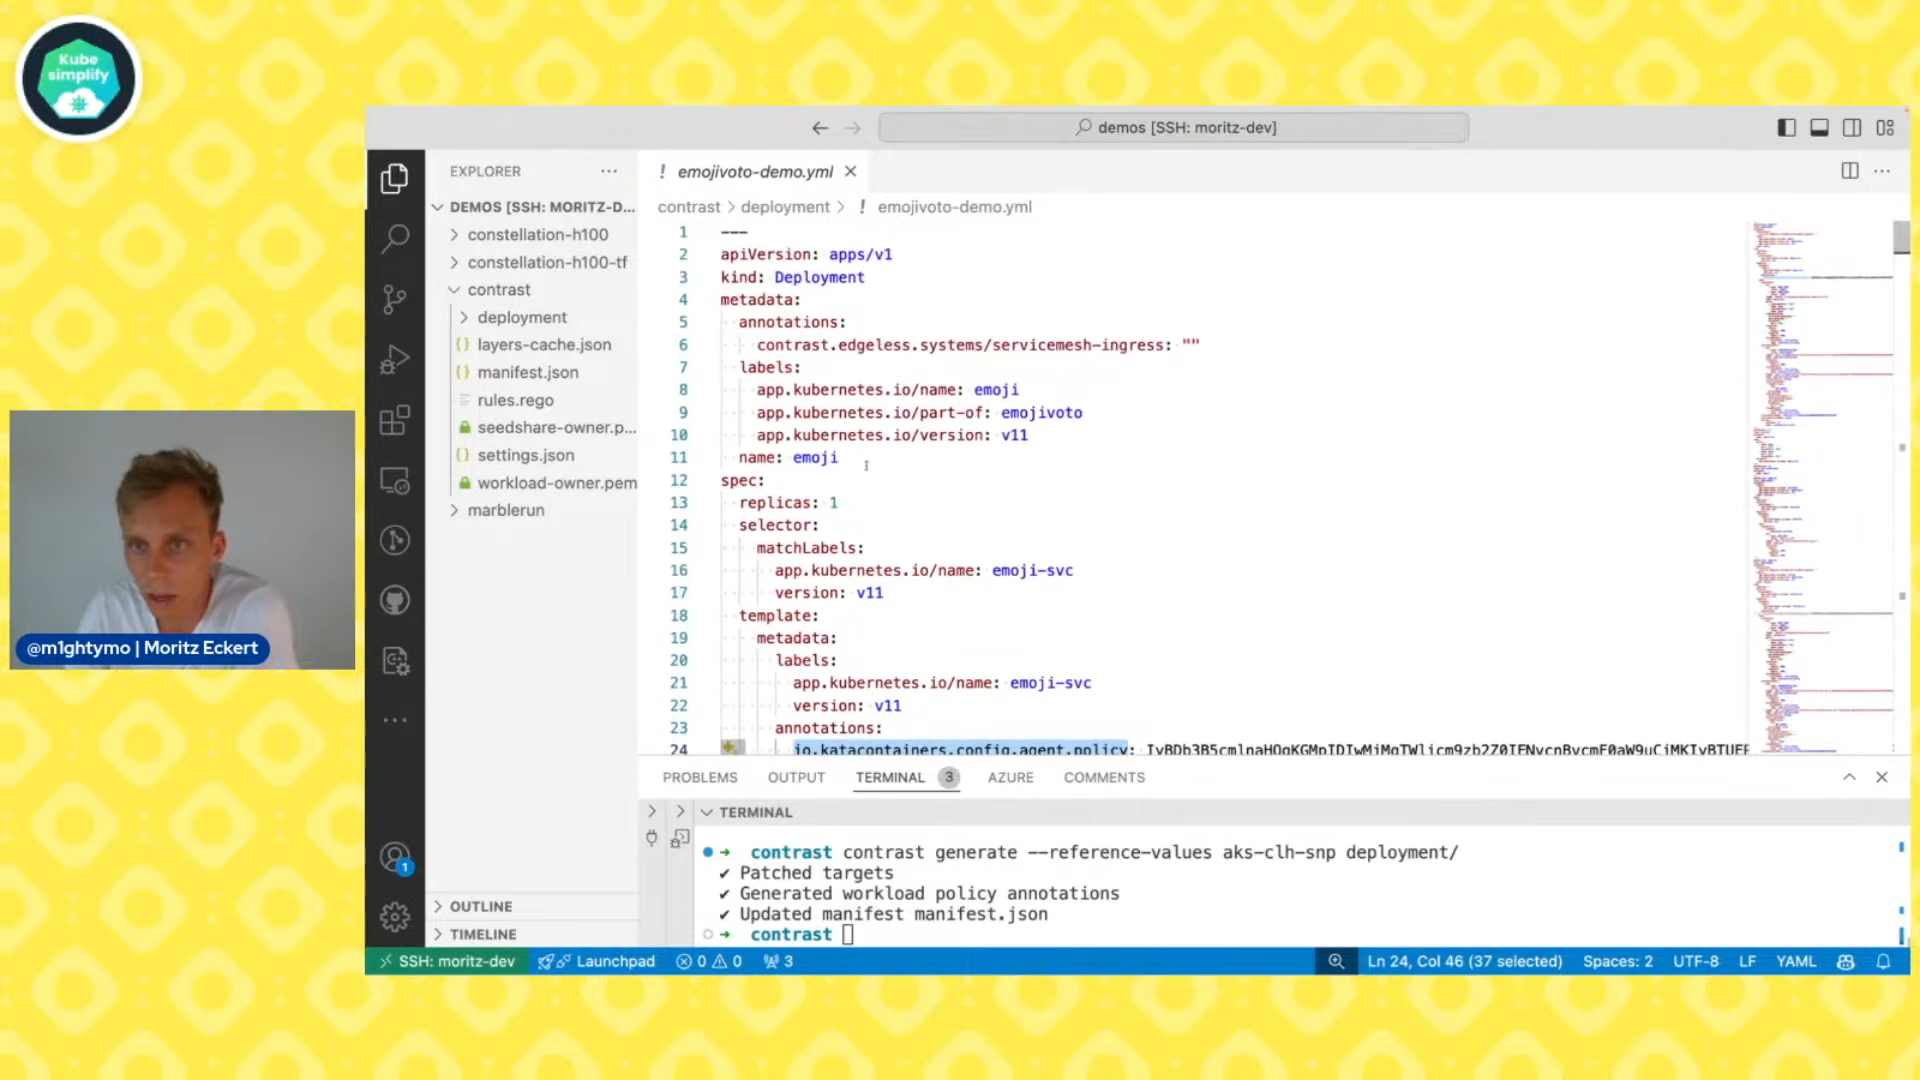 Kube
simplify
demos [SSH: moritz-dev]
EXPLORER
DEMOS [SSH: MORITZ-D...
constellation-h100
constellation-h100-tf
contrast
deployment
layers-cache.json
manifest.json
rules.rego
seedshare-owner.p...
settings.json
workload-owner.pem
marblerun
OUTLINE
TIMELINE
! emojivoto-demo.yml
contrast > deployment > ! emojivoto-demo.yml
1 ---
2 apiVersion: apps/v1
3 kind: Deployment
4 metadata:
5 annotations:
6 contrast.edgeless.systems/servicemesh-ingress: ""
7 labels:
8 app.kubernetes.io/name: emoji
9 app.kubernetes.io/part-of: emojivoto
10 app.kubernetes.io/version: v11
11 name: emoji
12 spec:
13 replicas: 1
14 selector:
15 matchLabels:
16 app.kubernetes.io/name: emoji-svc
17 version: v11
18 template:
19 metadata:
20 labels:
21 app.kubernetes.io/name: emoji-svc
22 version: v11
23 annotations:
24 io.katacontainers.config.agent.policy:
PROBLEMS OUTPUT TERMINAL 3 AZURE COMMENTS
TERMINAL
➜ contrast contrast generate --reference-values aks-clh-snp deployment/
✔ Patched targets
✔ Generated workload policy annotations
✔ Updated manifest manifest.json
➜ contrast
1
SSH: moritz-dev Launchpad 0 0 3 Ln 24, Col 46 (37 selected) Spaces: 2 UTF-8 LF YAML
@m1ghtymo | Moritz Eckert